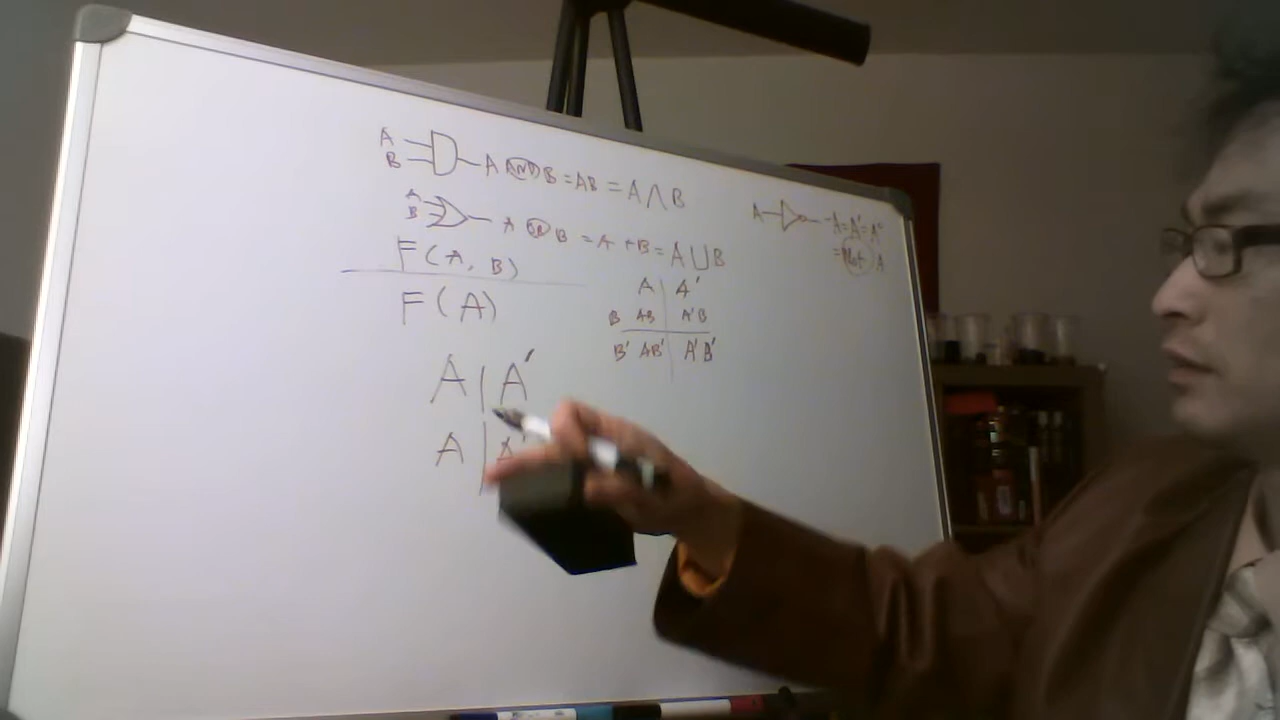 A
B
A AND B = AB = A ∧ B
A
B
A OR B = A + B = A ∪ B
F(A, B)
F(A)
A | A'
A | A'
A | A'
B AB | A'B
B' AB' | A'B'
A -A = A' = A°
= Not A